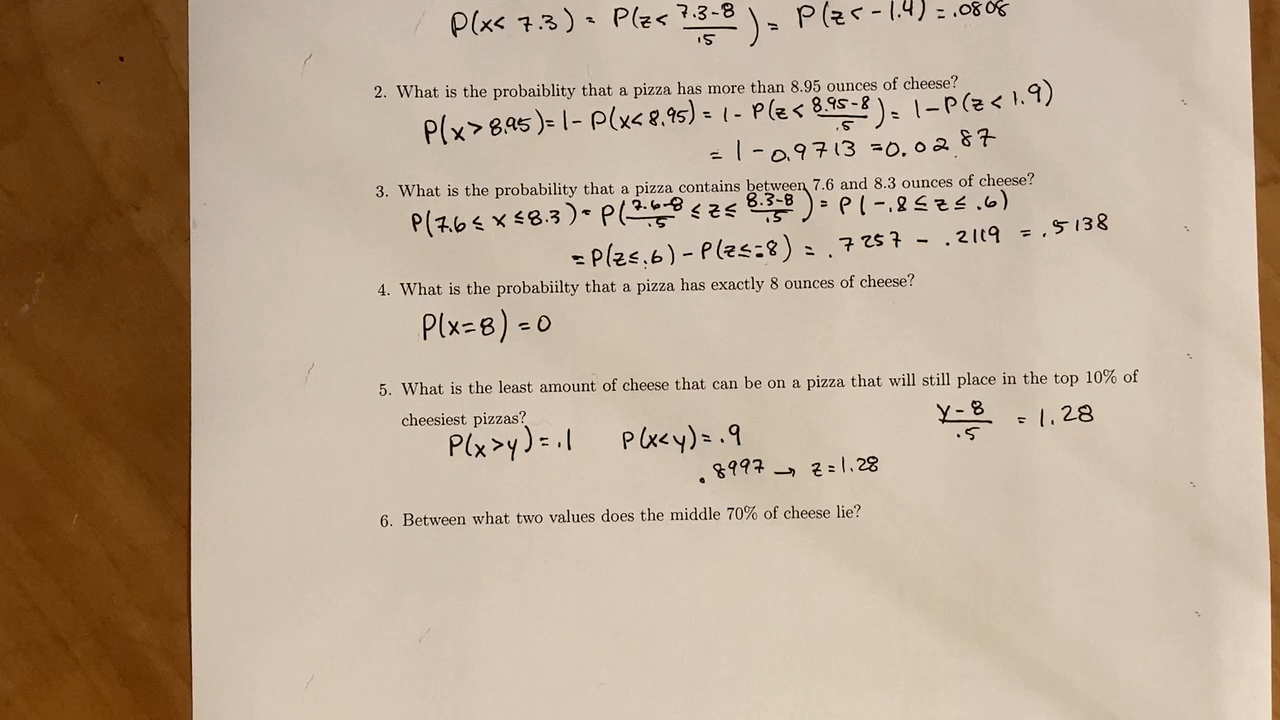 P(x< 7.3) = P(z< 7.3-8/.5) = P(z< -1.4) = .0808
2. What is the probaiblity that a pizza has more than 8.95 ounces of cheese?
P(x>8.95)=1- P(x<8.95) = 1- P(z< 8.95-8/.5) = 1-P(z< 1.9)
= 1-0.9713 =0.0287
3. What is the probability that a pizza contains between 7.6 and 8.3 ounces of cheese?
P(7.6 ≤ x ≤ 8.3) = P(7.6-8/.5 ≤ z ≤ 8.3-8/.5) = P(-.8 ≤ z ≤ .6)
= P(z≤.6) - P(z≤-.8) = .7257 - .2119 = .5138
4. What is the probabiilty that a pizza has exactly 8 ounces of cheese?
P(x=8) = 0
5. What is the least amount of cheese that can be on a pizza that will still place in the top 10% of
cheesiest pizzas?
P(x>y) = .1 P(x<y) = .9 y-8/.5 = 1.28
.8997 → z=1.28
6. Between what two values does the middle 70% of cheese lie?